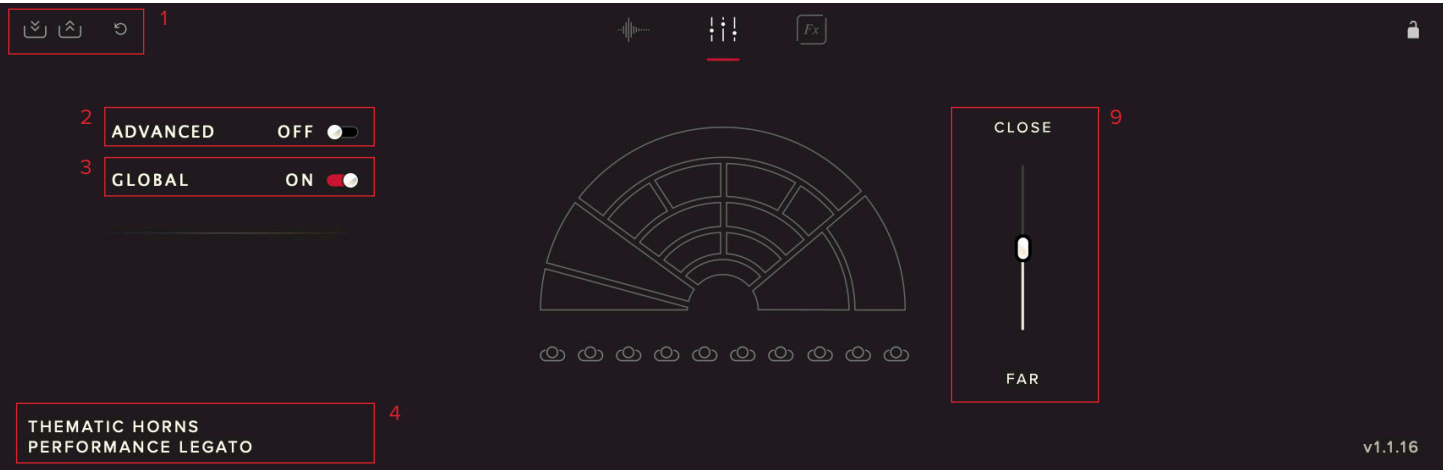 1
Fx
2
ADVANCED OFF
3
GLOBAL ON
CLOSE
9
FAR
THEMATIC HORNS
PERFORMANCE LEGATO
4
v1.1.16